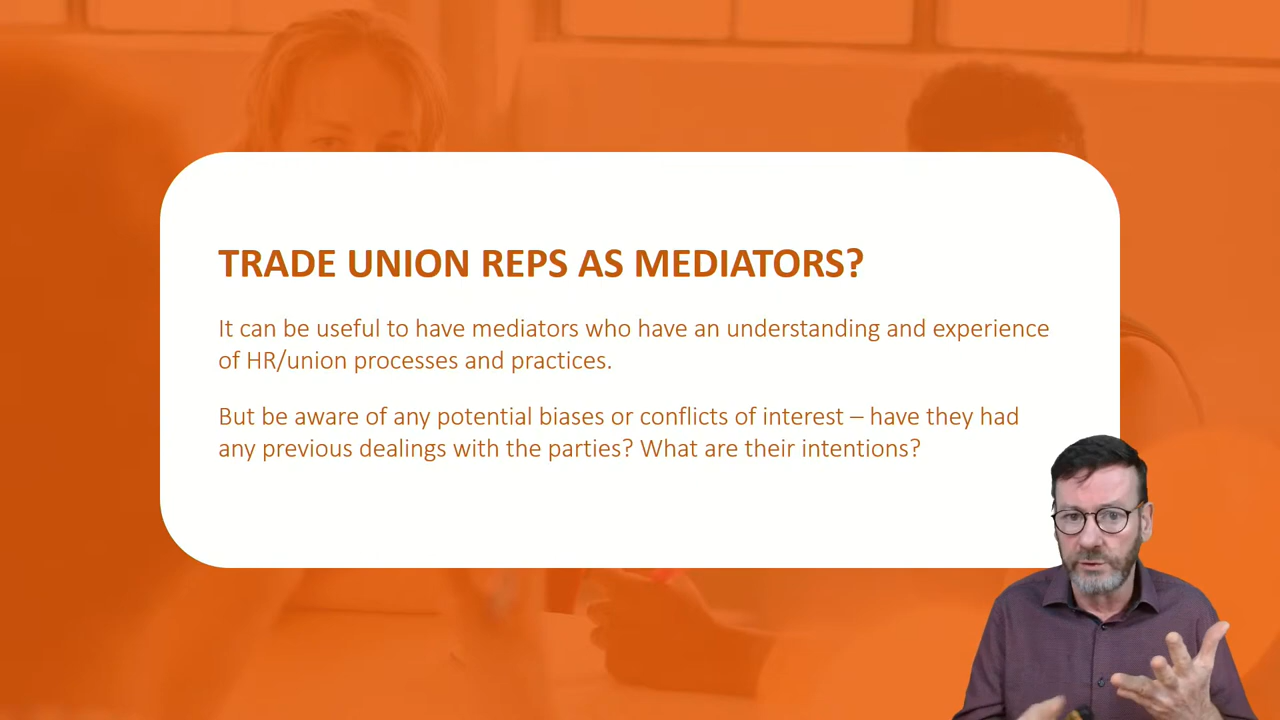 TRADE UNION REPS AS MEDIATORS?
It can be useful to have mediators who have an understanding and experience
of HR/union processes and practices.
But be aware of any potential biases or conflicts of interest – have they had
any previous dealings with the parties? What are their intentions?